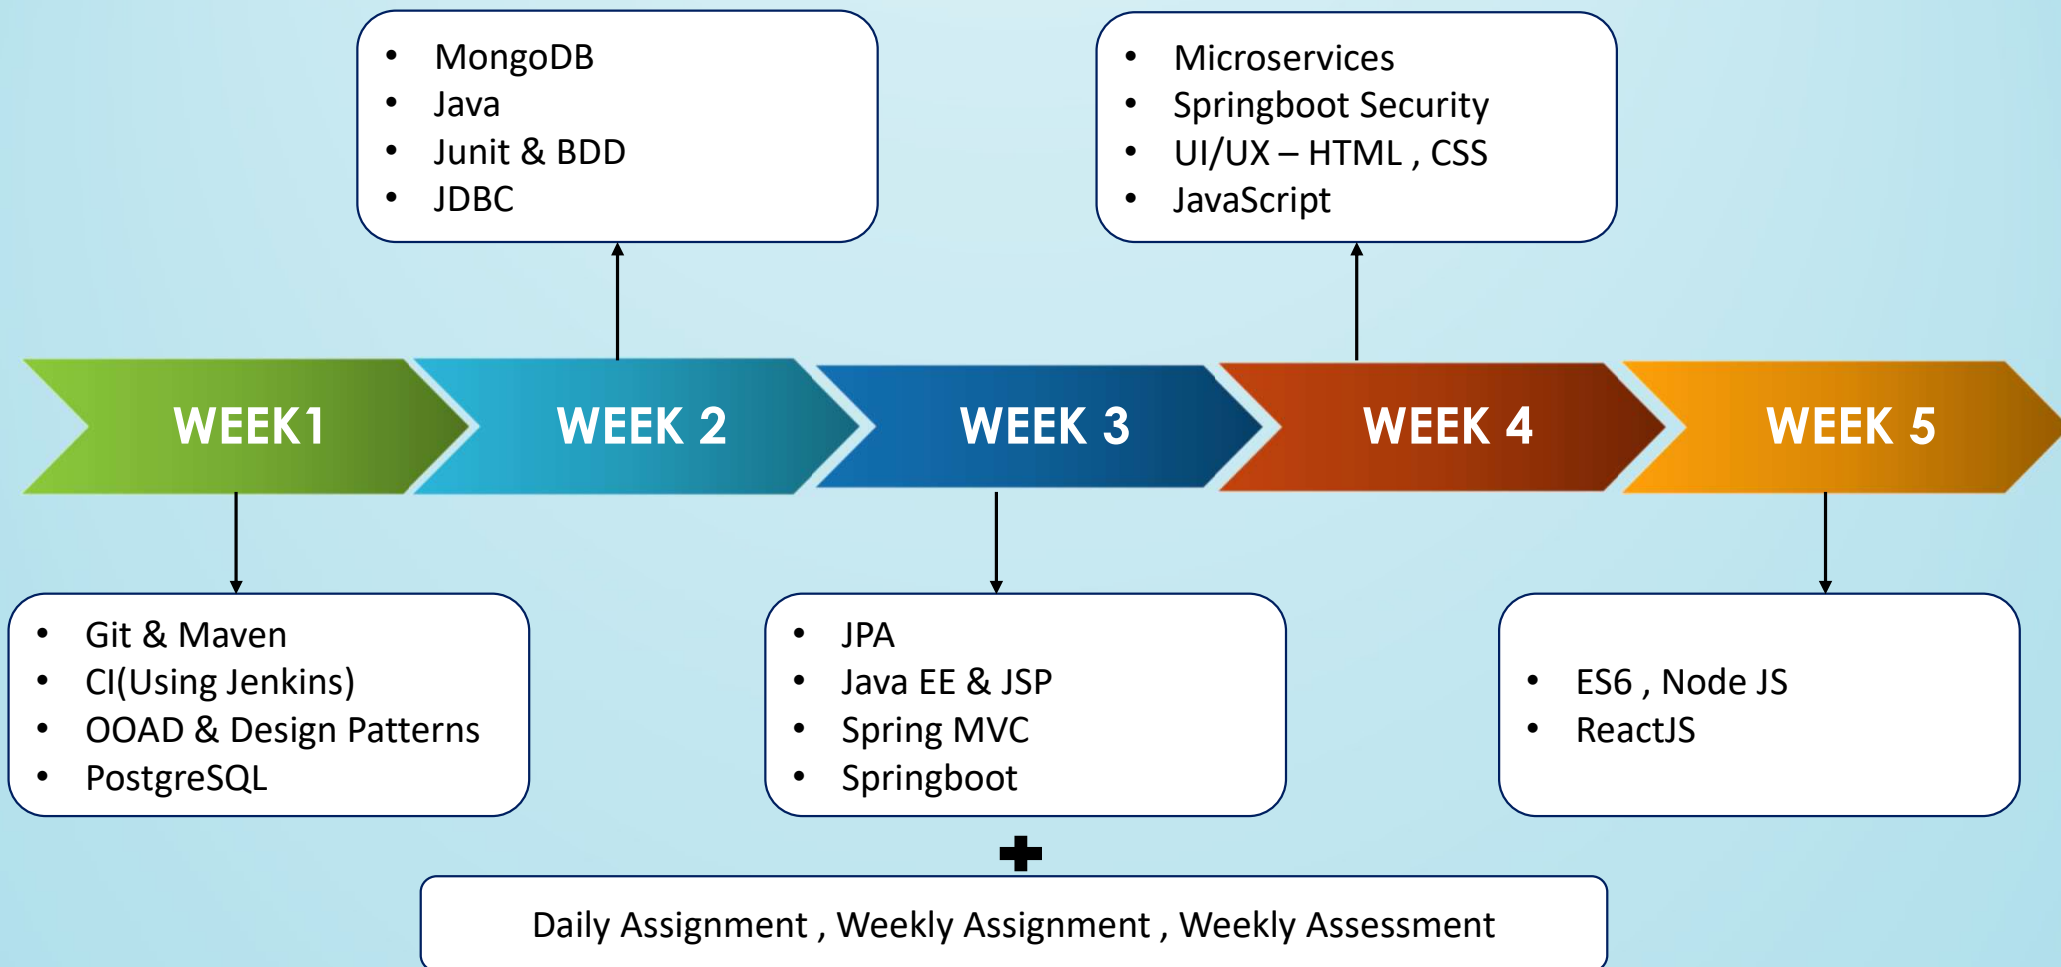 • MongoDB
• Java
• Junit & BDD
• JDBC
• Microservices
• Springboot Security
• UI/UX – HTML , CSS
• JavaScript
WEEK1
WEEK 2
WEEK 3
WEEK 4
WEEK 5
• Git & Maven
• CI(Using Jenkins)
• OOAD & Design Patterns
• PostgreSQL
• JPA
• Java EE & JSP
• Spring MVC
• Springboot
• ES6 , Node JS
• ReactJS
Daily Assignment , Weekly Assignment , Weekly Assessment